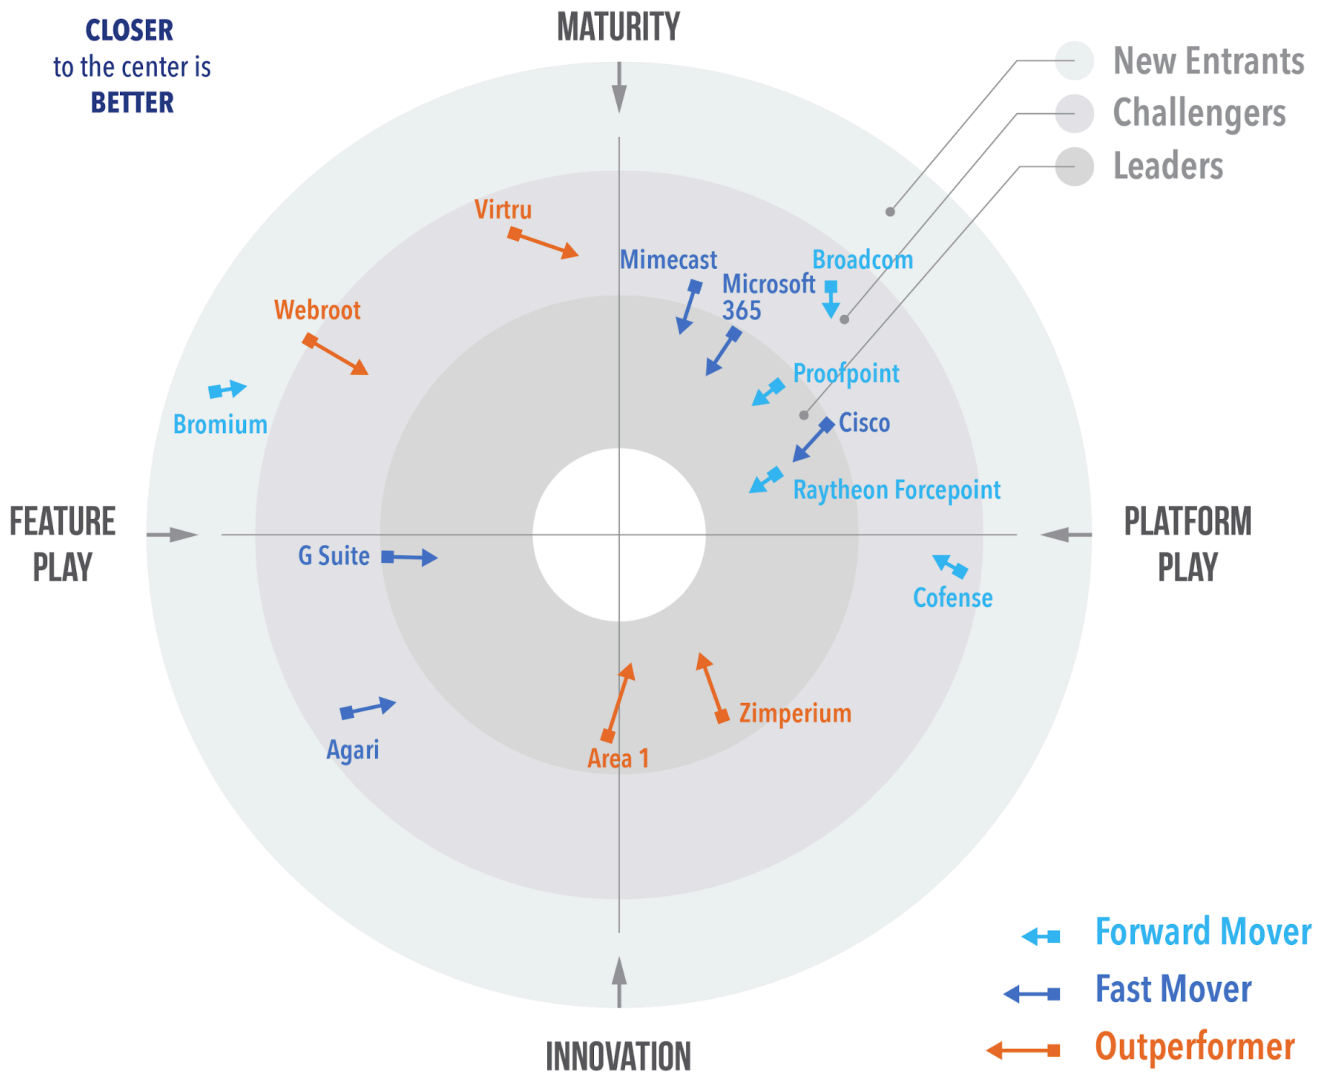 CLOSER
to the center is
BETTER
MATURITY
New Entrants
Challengers
Leaders
Virtru
Mimecast
Broadcom
Microsoft
365
Webroot
Proofpoint
Bromium
Cisco
Raytheon Forcepoint
FEATURE
PLAY
PLATFORM
PLAY
G Suite
Cofense
Zimperium
Agari
Area 1
Forward Mover
Fast Mover
Outperformer
INNOVATION